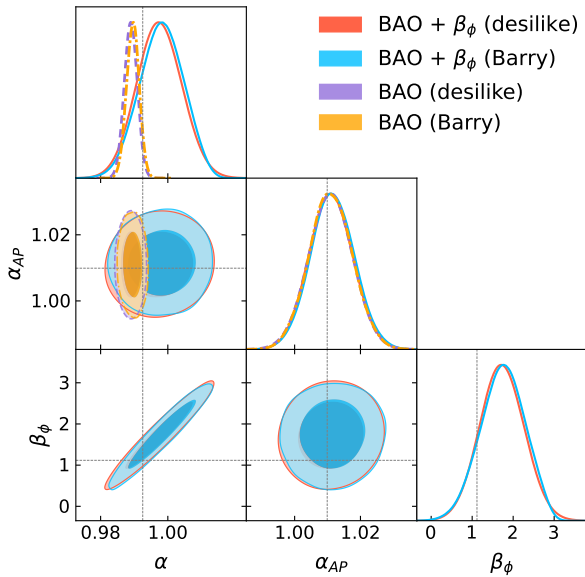 BAO + β_ϕ (desilike)
BAO + β_ϕ (Barry)
BAO (desilike)
BAO (Barry)
α_AP
1.02
1.00
β_ϕ
3
2
1
0
0.98 1.00 1.00 1.02 0 1 2 3
α α_AP β_ϕ